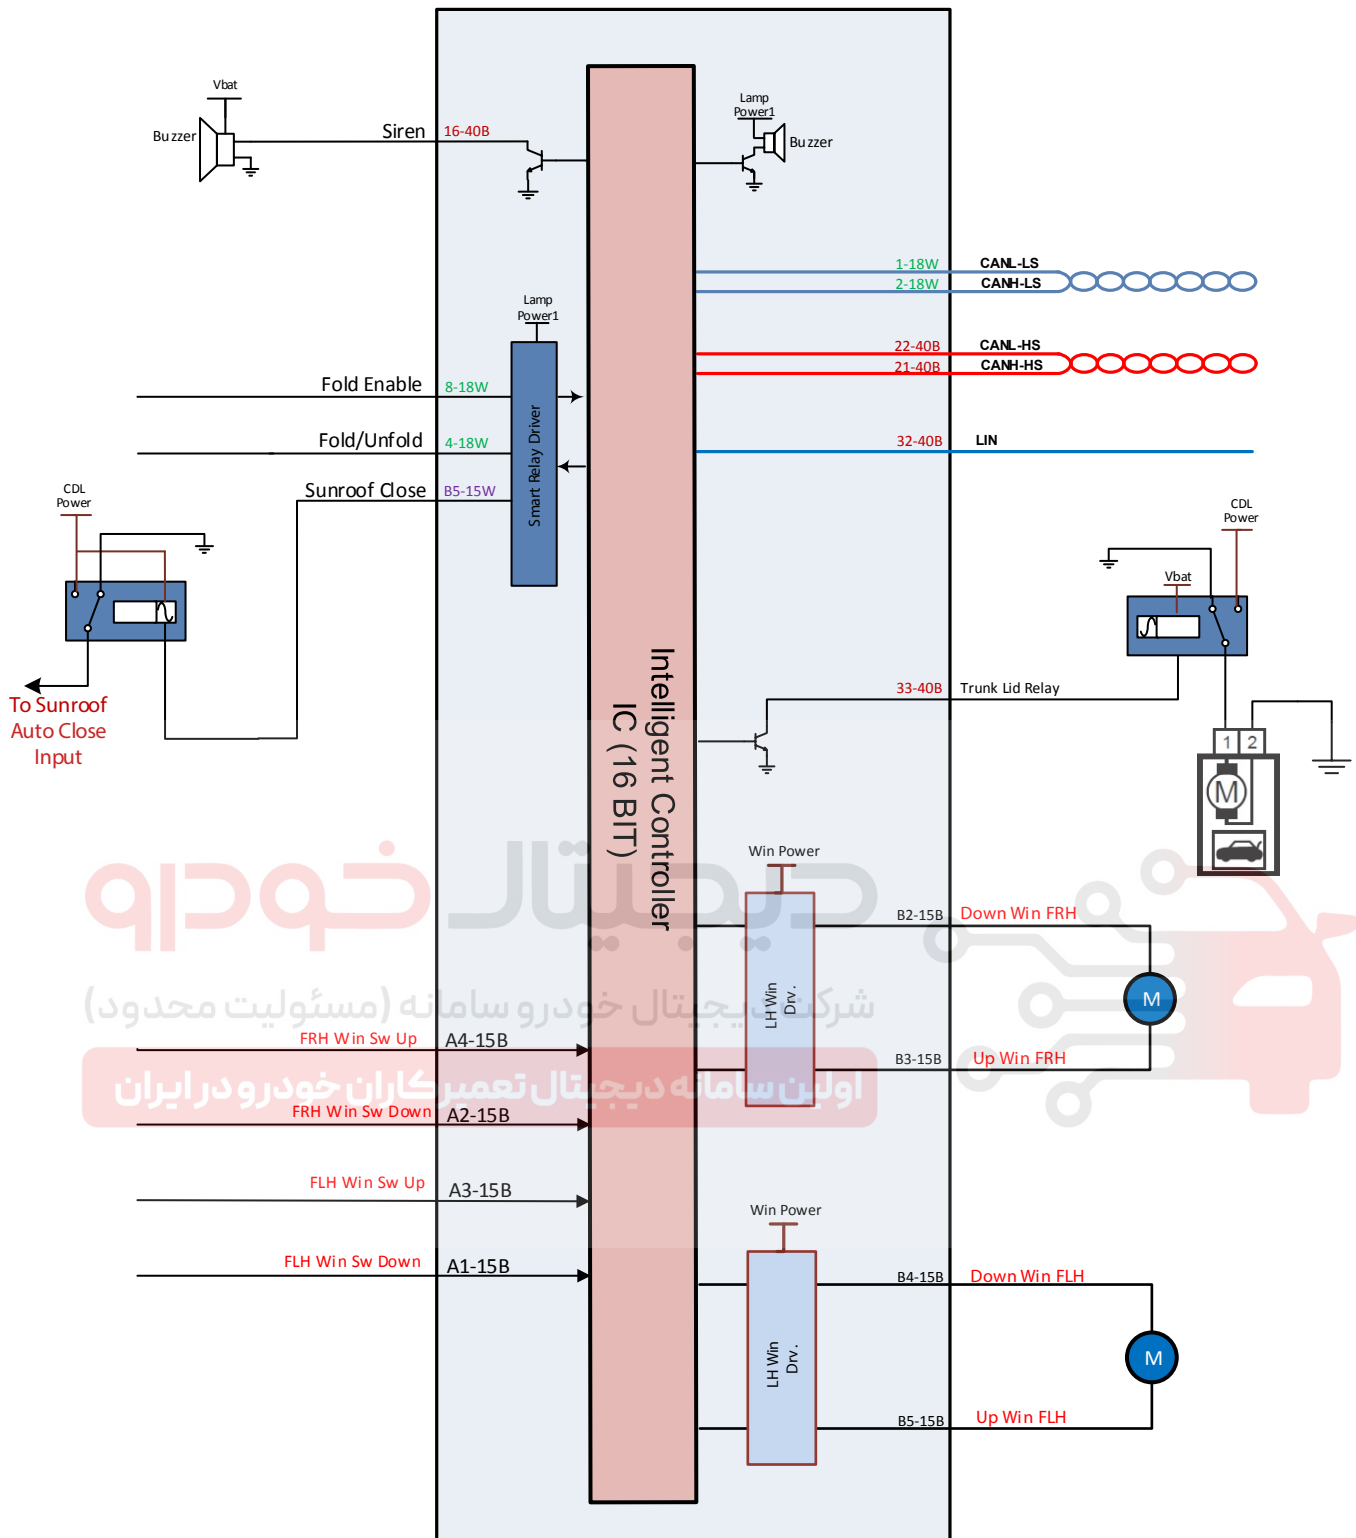 Vbat
Buzzer
Siren
16-40B
Lamp
Power1
Buzzer
1-18W
CANL-LS
2-18W
CANH-LS
Lamp
Power1
22-40B
CANL-HS
21-40B
CANH-HS
Fold Enable
8-18W
Fold/Unfold
4-18W
32-40B
LIN
Sunroof Close
B5-15W
Smart Relay Driver
CDL
Power
CDL
Power
Vbat
To Sunroof
Auto Close
Input
33-40B
Trunk Lid Relay
1
2
M
Intelligent Controller
IC (16 BIT)
Win Power
دیجیتال خودرو
B2-15B
Down Win FRH
LH Win
Drv.
M
شرکت دیجیتال خودرو سامانه (مسئولیت محدود)
FRH Win Sw Up
A4-15B
B3-15B
Up Win FRH
اولین سامانه دیجیتال تعمیرکاران خودرو در ایران
FRH Win Sw Down
A2-15B
FLH Win Sw Up
A3-15B
Win Power
FLH Win Sw Down
A1-15B
B4-15B
Down Win FLH
LH Win
Drv.
M
B5-15B
Up Win FLH